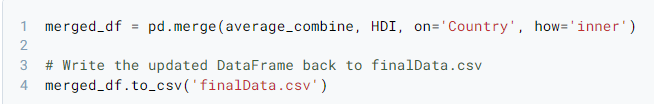 1 merged_df = pd.merge(average_combine, HDI, on='Country', how='inner')
2
3 # Write the updated DataFrame back to finalData.csv
4 merged_df.to_csv('finalData.csv')